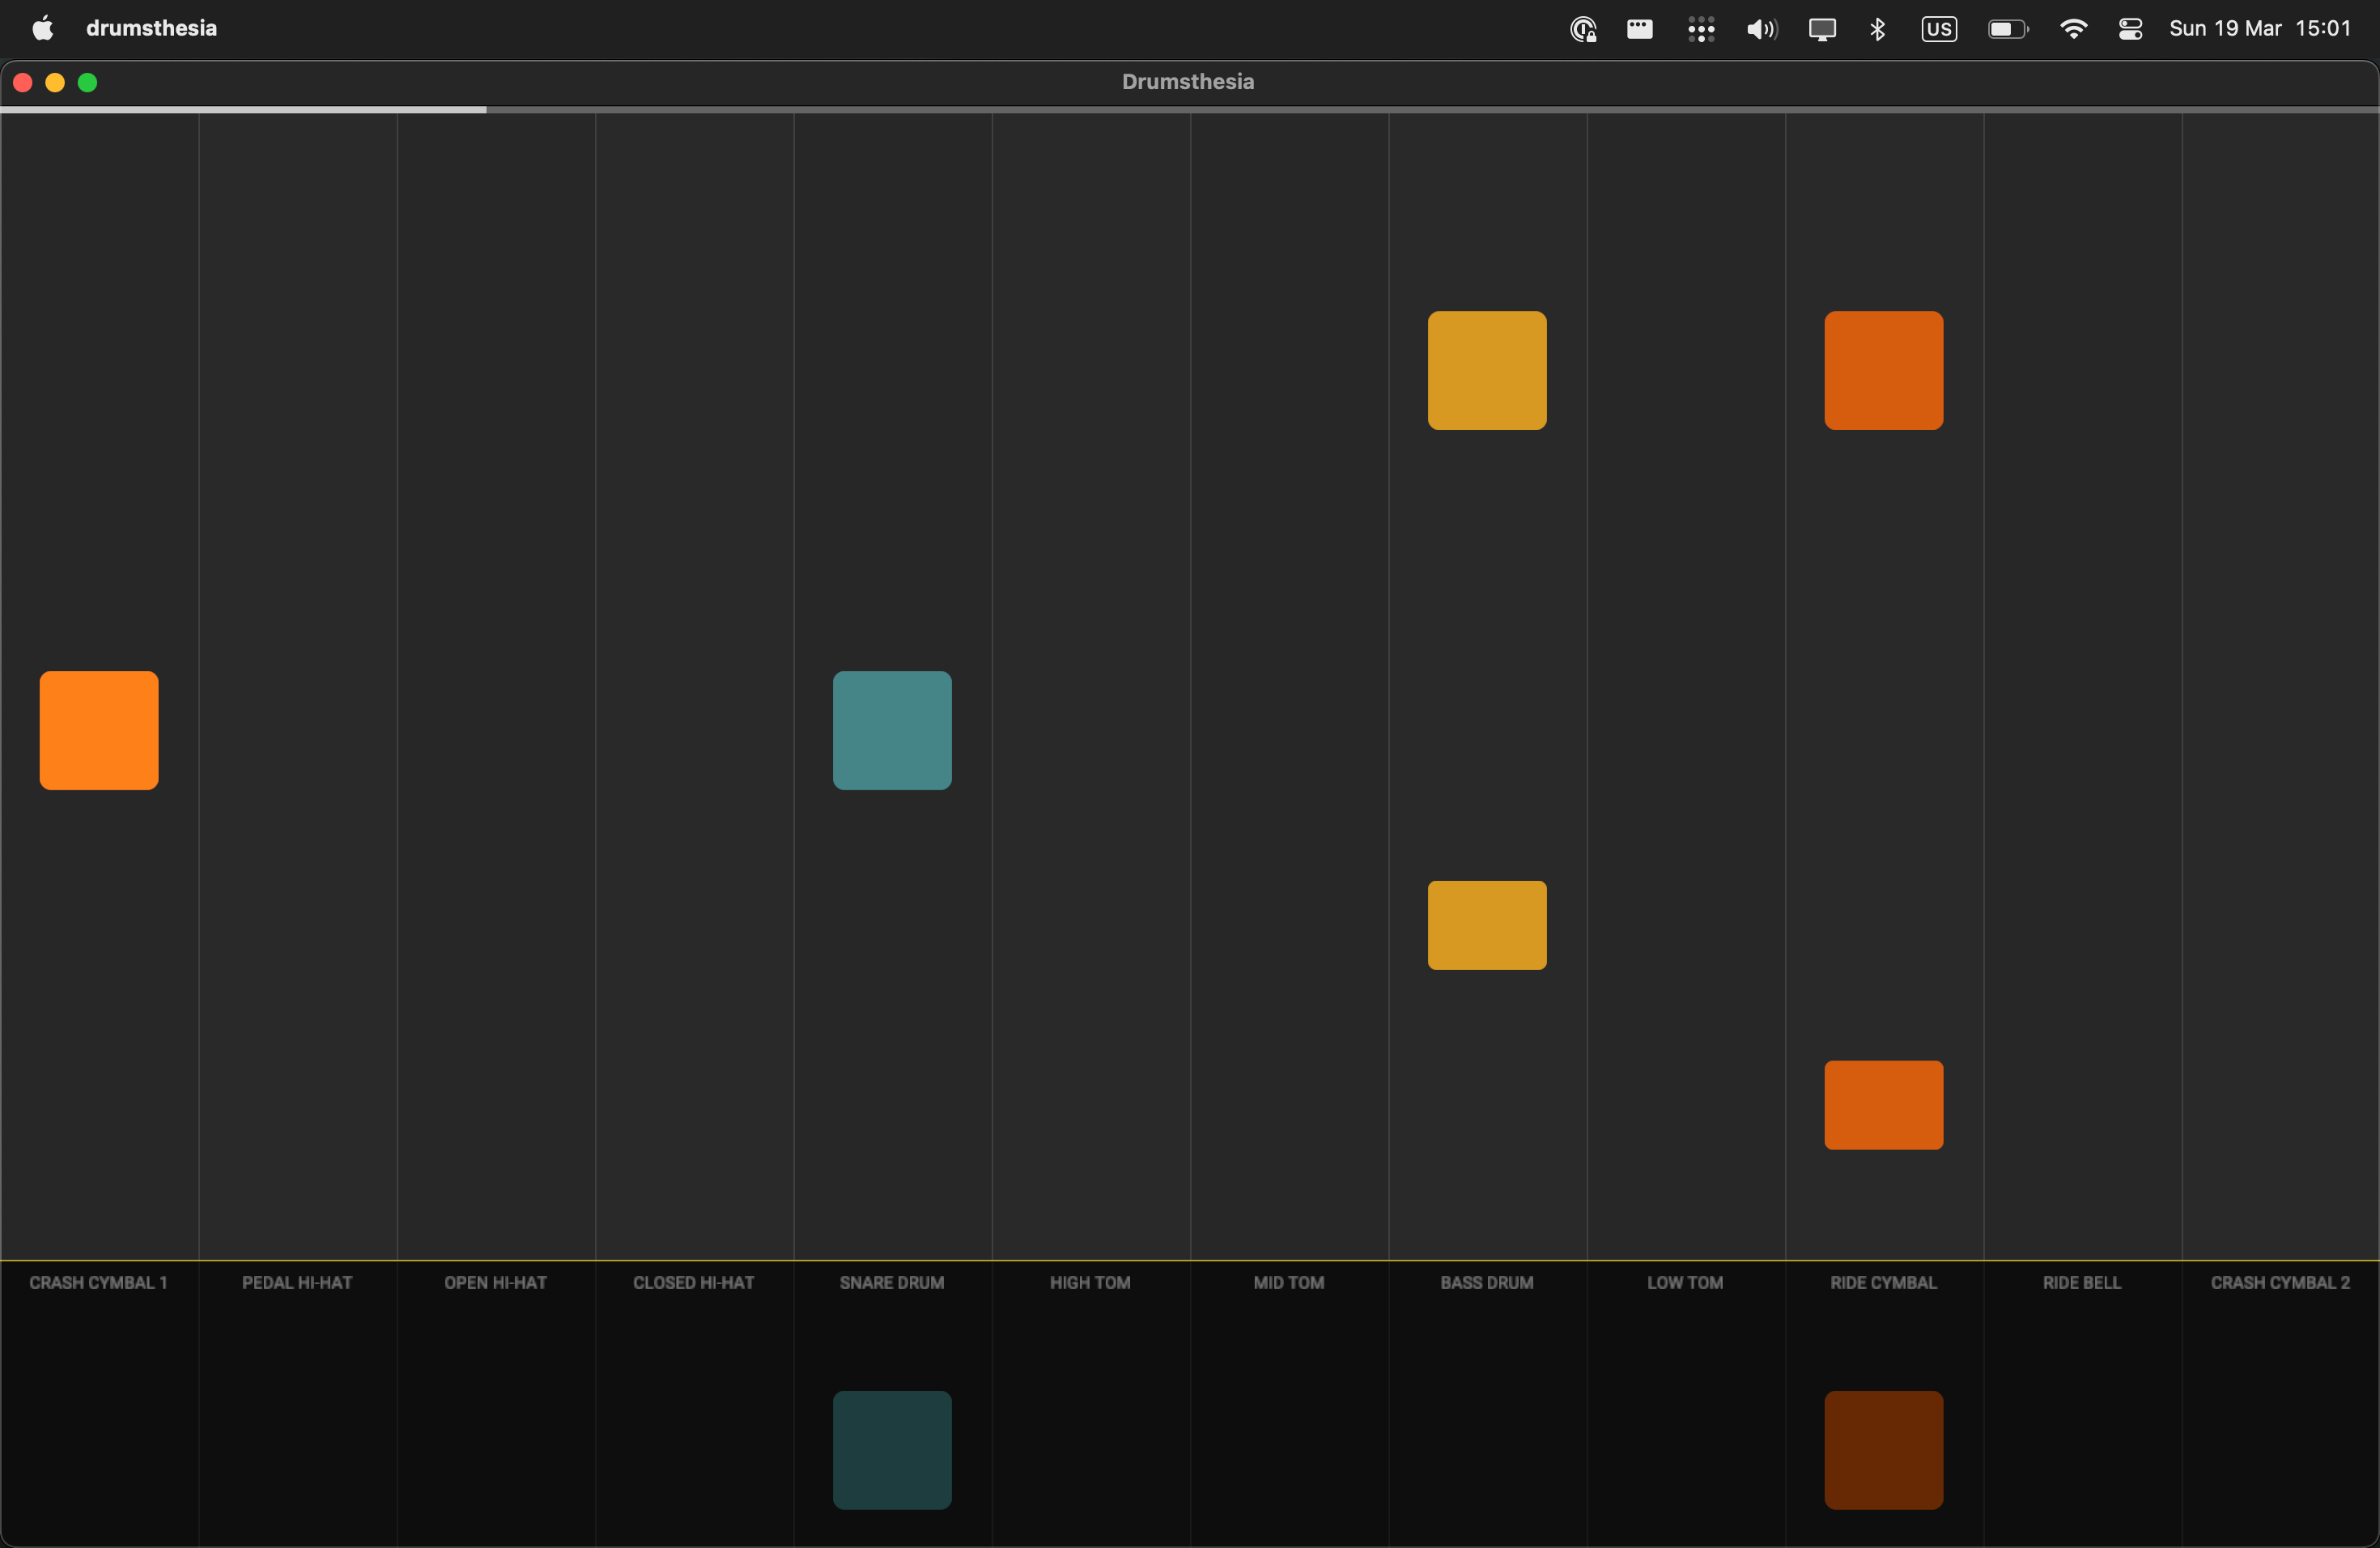 drumsthesia
US
Sun 19 Mar 15:01
Drumsthesia
CRASH CYMBAL 1
PEDAL HI-HAT
OPEN HI-HAT
CLOSED HI-HAT
SNARE DRUM
HIGH TOM
MID TOM
BASS DRUM
LOW TOM
RIDE CYMBAL
RIDE BELL
CRASH CYMBAL 2